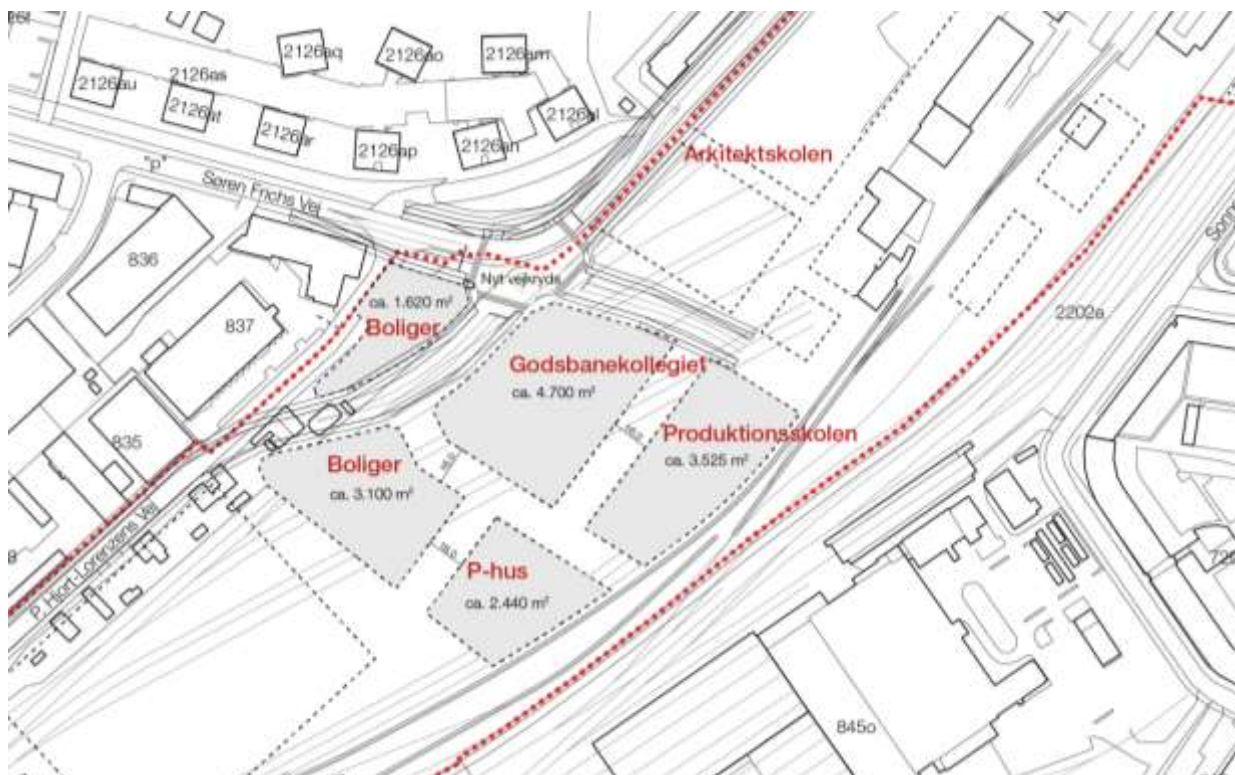 2126aq
2126ao
2126am
2126au
2126as
2126at
2126al
2126ar
2126ap
2126an
"P"
Søren Frichs Vej
Arkitektskolen
836
837
835
Nyt vejkryds
ca. 1.620 m²
Boliger
Godsbanekollegiet
ca. 4.700 m²
Produktionsskolen
ca. 3.525 m²
Boliger
ca. 3.100 m²
P-hus
ca. 2.440 m²
P. Hjort-Lorenzens Vej
2202a
845o